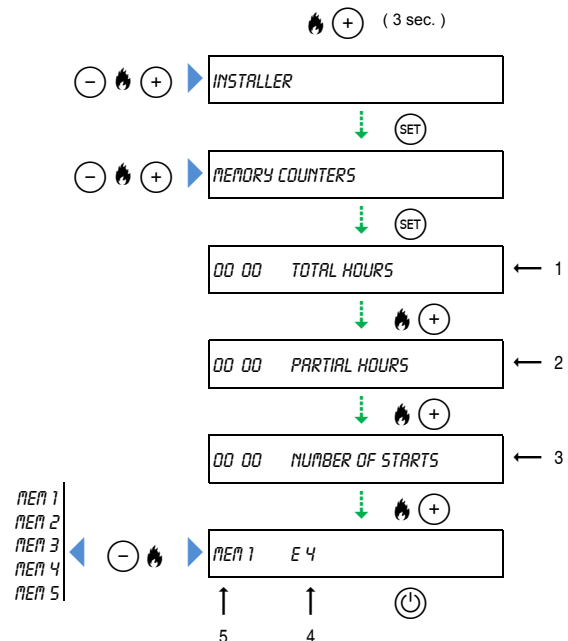 + ( 3 sec. )
- + INSTALLER
SET
- + MEMORY COUNTERS
SET
00 00 TOTAL HOURS 1
+
00 00 PARTIAL HOURS 2
+
00 00 NUMBER OF STARTS 3
+
MEM 1
MEM 2
MEM 3
MEM 4
MEM 5
- MEM 1 E 4
5 4